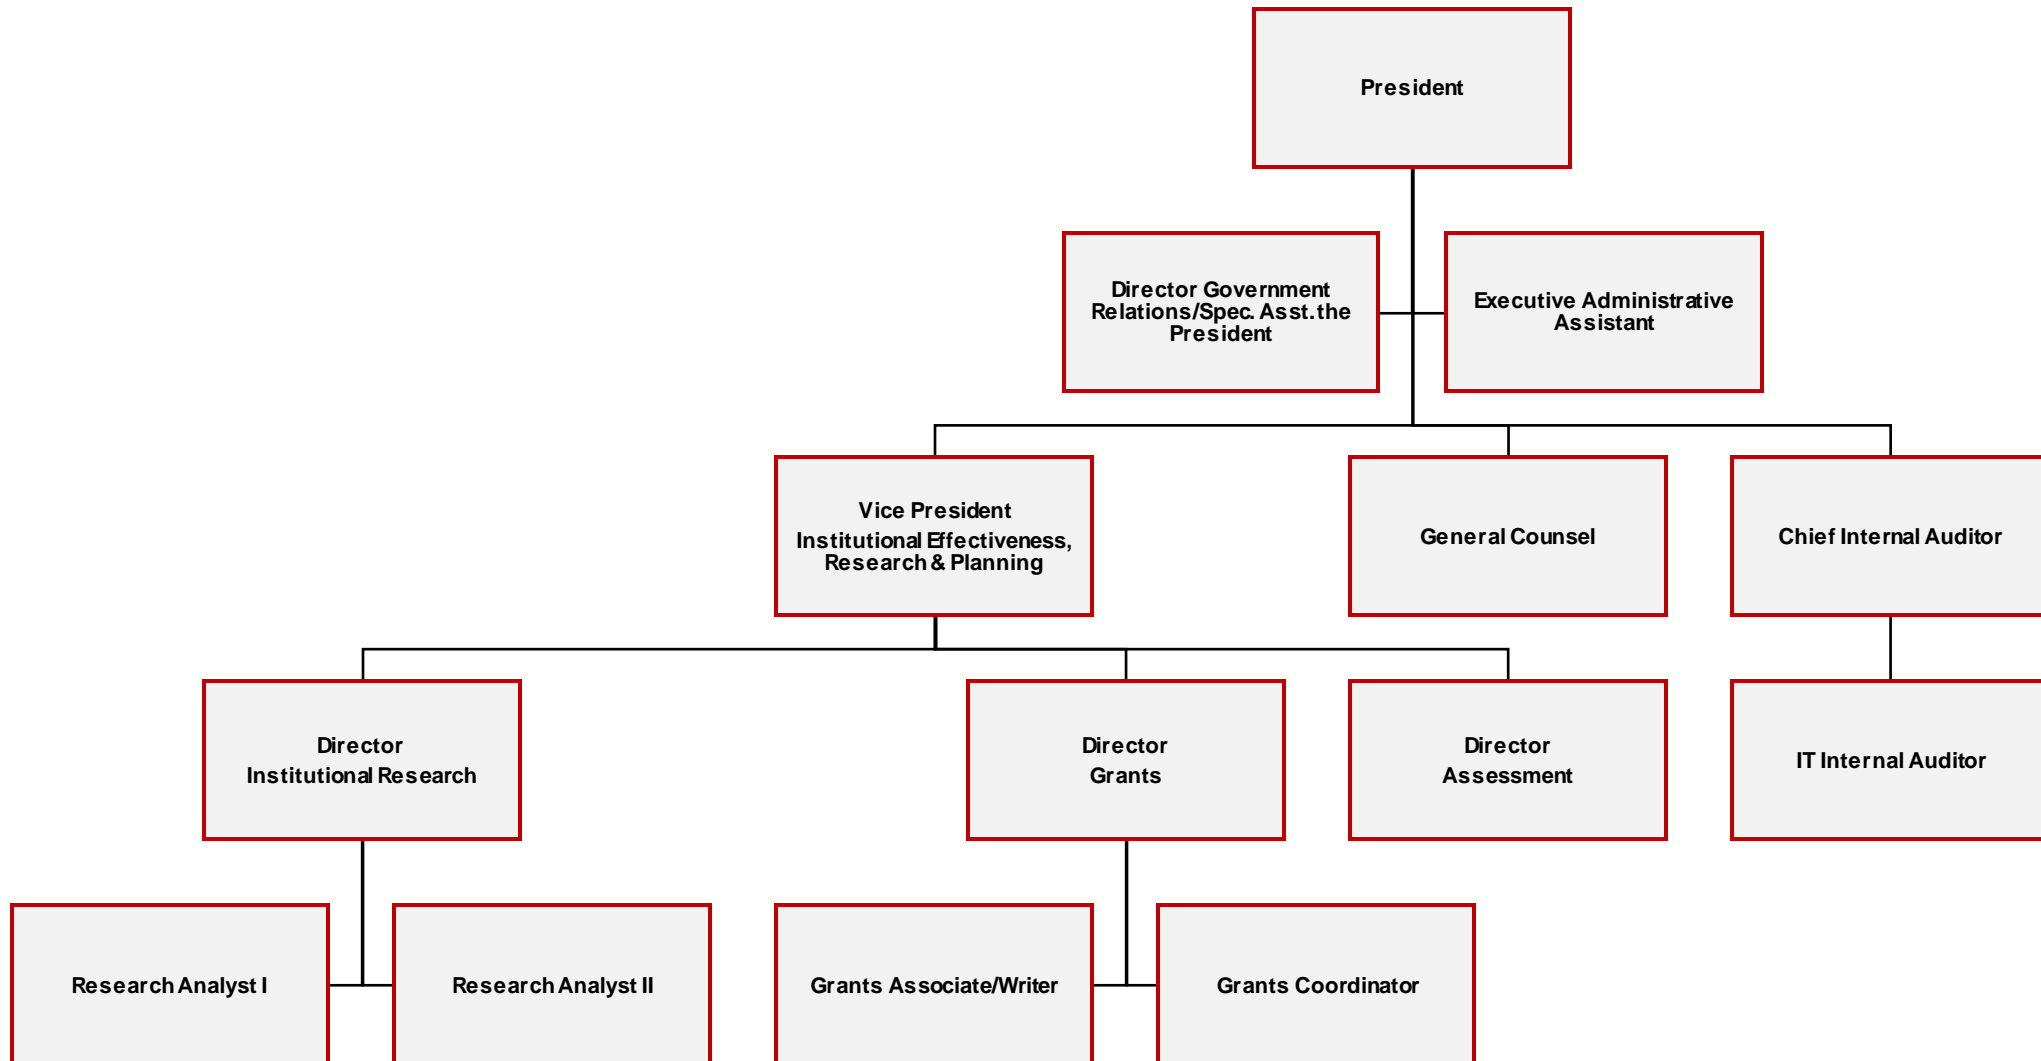 President
Director Government
Relations/Spec. Asst. the
President
Executive Administrative
Assistant
Vice President
Institutional Effectiveness,
Research & Planning
General Counsel
Chief Internal Auditor
Director
Institutional Research
Director
Grants
Director
Assessment
IT Internal Auditor
Research Analyst I
Research Analyst II
Grants Associate/Writer
Grants Coordinator